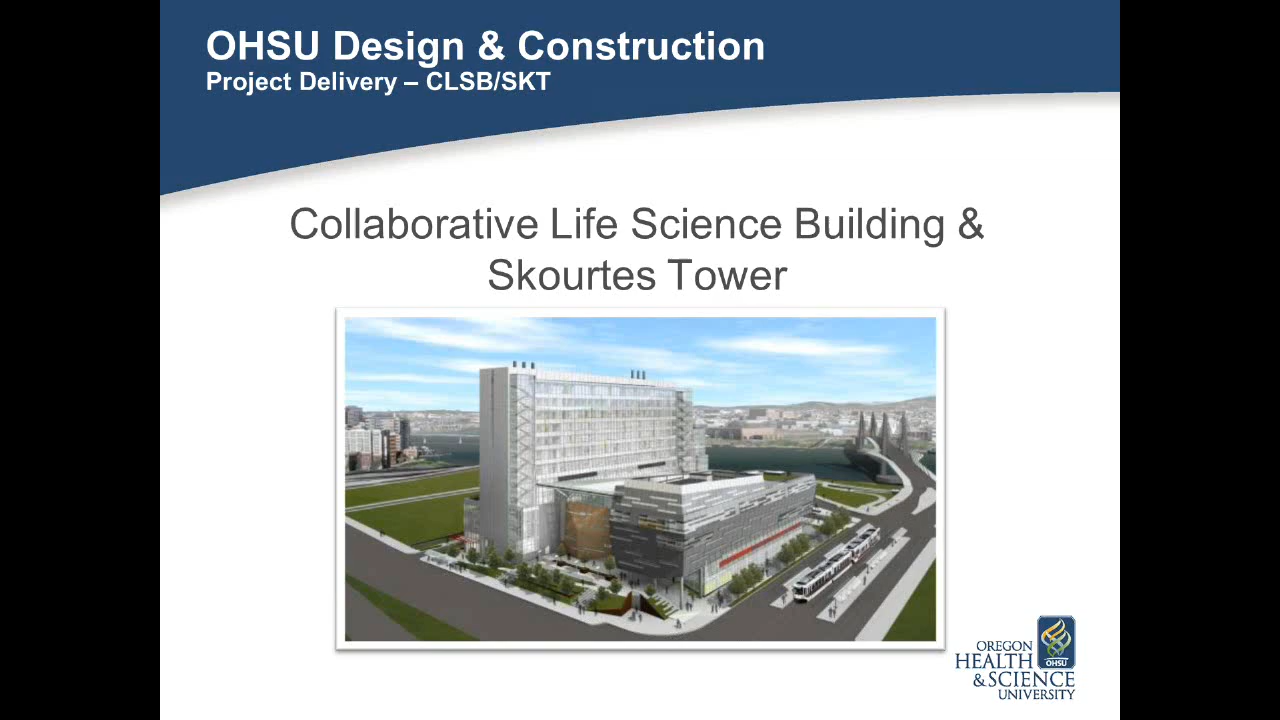 OHSU Design & Construction
Project Delivery – CLSB/SKT
Collaborative Life Science Building &
Skourtes Tower
OREGON
HEALTH
& SCIENCE
UNIVERSITY
OHSU